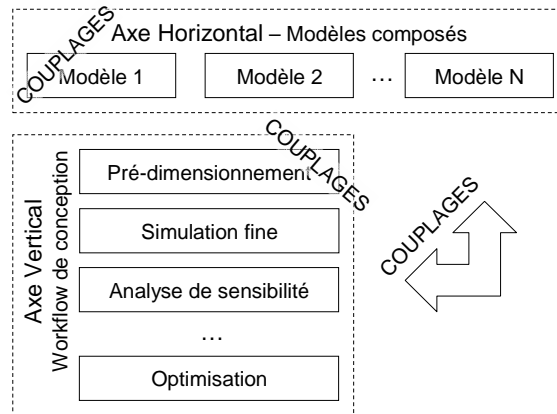 Axe Horizontal – Modèles composés
COUPLAGES
Modèle 1
Modèle 2
…
Modèle N
Axe Vertical
Workflow de conception
COUPLAGES
Pré-dimensionnement
Simulation fine
Analyse de sensibilité
…
Optimisation
COUPLAGES